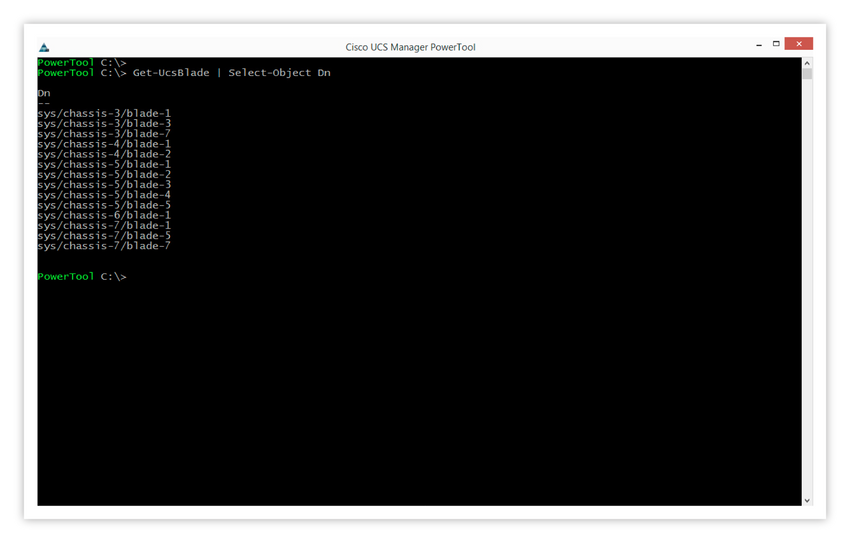 Cisco UCS Manager PowerTool
PowerTool C:\>
PowerTool C:\> Get-UcsBlade | Select-Object Dn
Dn
--
sys/chassis-3/blade-1
sys/chassis-3/blade-3
sys/chassis-3/blade-7
sys/chassis-4/blade-1
sys/chassis-4/blade-2
sys/chassis-5/blade-1
sys/chassis-5/blade-2
sys/chassis-5/blade-3
sys/chassis-5/blade-4
sys/chassis-5/blade-5
sys/chassis-6/blade-1
sys/chassis-7/blade-1
sys/chassis-7/blade-5
sys/chassis-7/blade-7
PowerTool C:\>